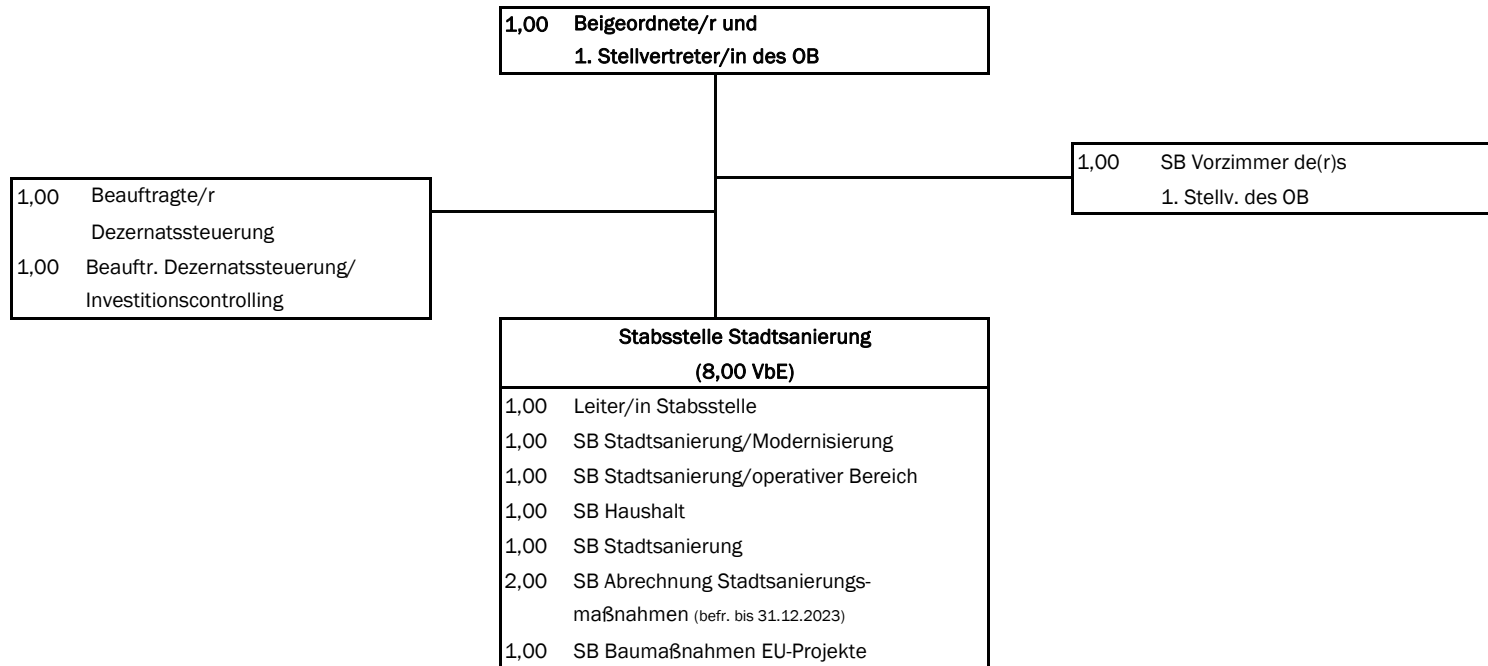 1,00 Beigeordnete/r und
1. Stellvertreter/in des OB
1,00 SB Vorzimmer de(r)s
1. Stellv. des OB
1,00 Beauftragte/r
Dezernatssteuerung
1,00 Beauftr. Dezernatssteuerung/
Investitionscontrolling
Stabsstelle Stadtsanierung
(8,00 VbE)
1,00 Leiter/in Stabsstelle
1,00 SB Stadtsanierung/Modernisierung
1,00 SB Stadtsanierung/operativer Bereich
1,00 SB Haushalt
1,00 SB Stadtsanierung
2,00 SB Abrechnung Stadtsanierungs-
maßnahmen (befr. bis 31.12.2023)
1,00 SB Baumaßnahmen EU-Projekte